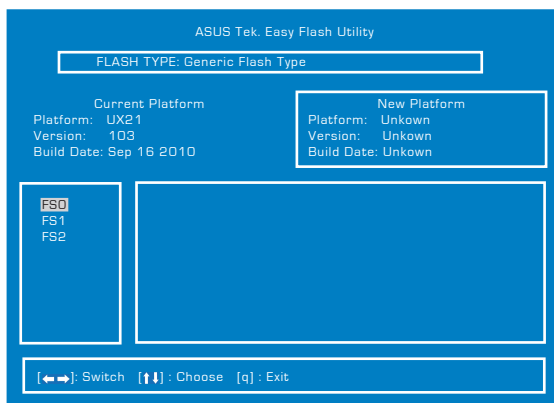 ASUS Tek. Easy Flash Utility
FLASH TYPE: Generic Flash Type
Current Platform
Platform: UX21
Version: 103
Build Date: Sep 16 2010
New Platform
Platform: Unkown
Version: Unkown
Build Date: Unkown
FS0
FS1
FS2
[←→]: Switch [↑↓] : Choose [q] : Exit